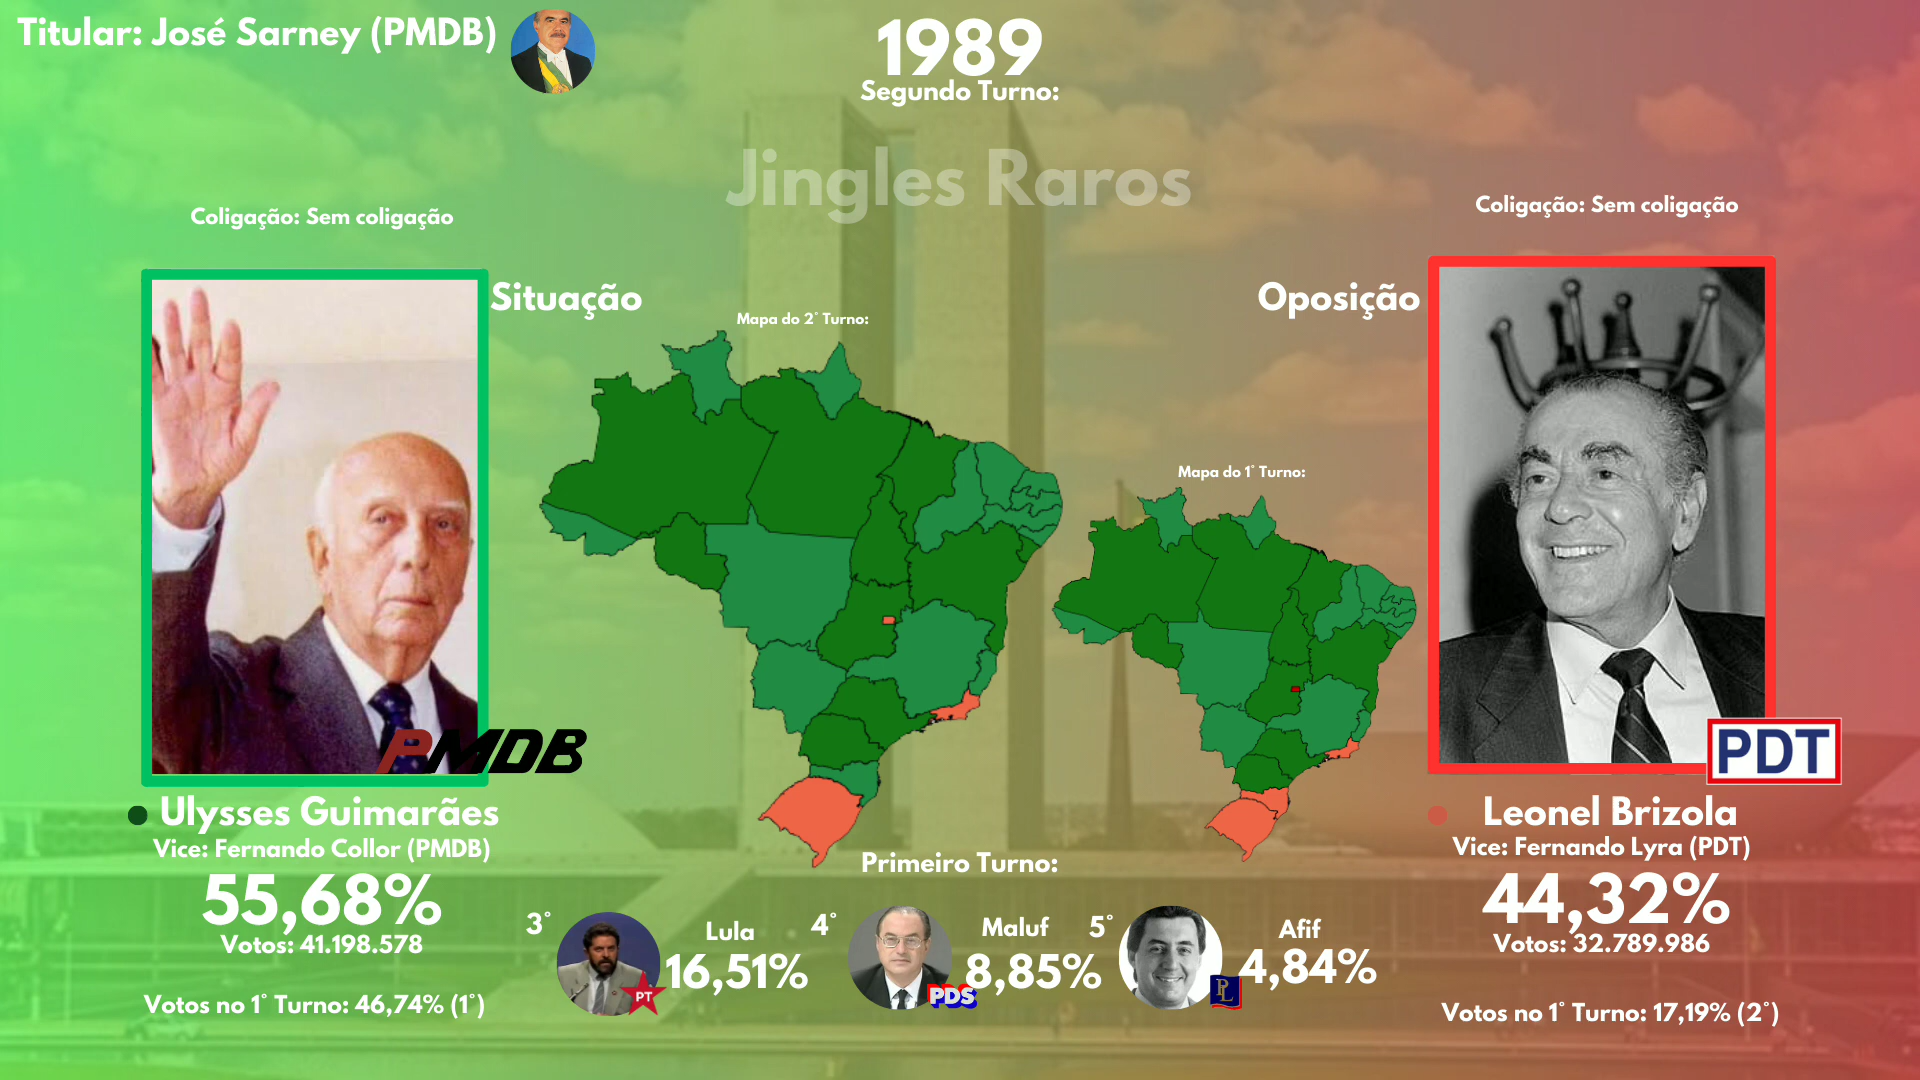 Titular: José Sarney (PMDB)
1989
Segundo Turno:
Jingles Raros
Coligação: Sem coligação
Coligação: Sem coligação
Situação
Oposição
Mapa do 2° Turno:
Mapa do 1° Turno:
PMDB
PDT
Ulysses Guimarães
Vice: Fernando Collor (PMDB)
55,68%
Votos: 41.198.578
Votos no 1° Turno: 46,74% (1°)
Leonel Brizola
Vice: Fernando Lyra (PDT)
44,32%
Votos: 32.789.986
Votos no 1° Turno: 17,19% (2°)
Primeiro Turno:
3°
Lula
16,51%
PT
4°
Maluf
8,85%
PDS
5°
Afif
4,84%
PL